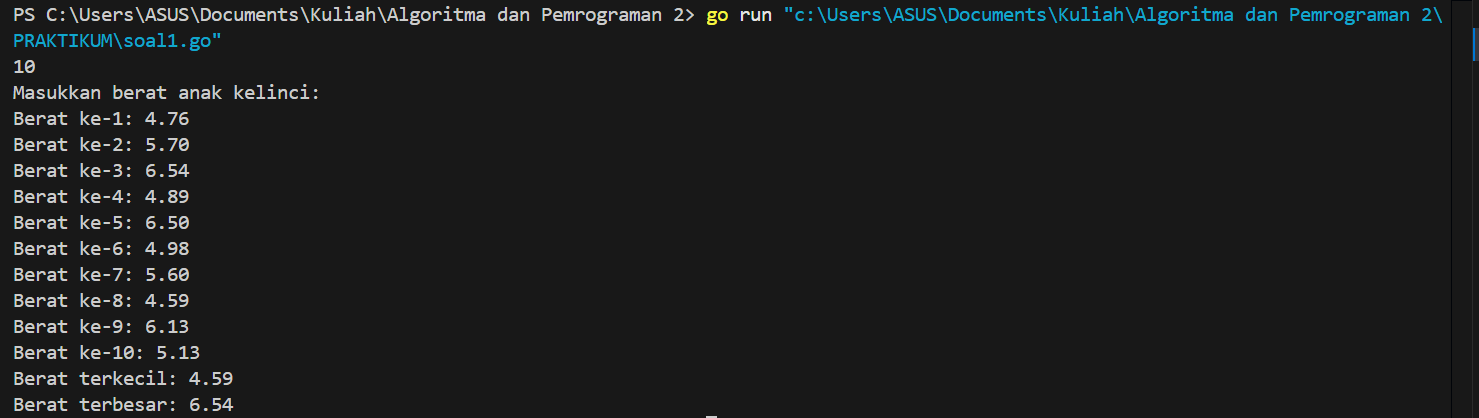 PS C:\Users\ASUS\Documents\Kuliah\Algoritma dan Pemrograman 2> go run "c:\Users\ASUS\Documents\Kuliah\Algoritma dan Pemrograman 2\
PRAKTIKUM\soal1.go"
10
Masukkan berat anak kelinci:
Berat ke-1: 4.76
Berat ke-2: 5.70
Berat ke-3: 6.54
Berat ke-4: 4.89
Berat ke-5: 6.50
Berat ke-6: 4.98
Berat ke-7: 5.60
Berat ke-8: 4.59
Berat ke-9: 6.13
Berat ke-10: 5.13
Berat terkecil: 4.59
Berat terbesar: 6.54